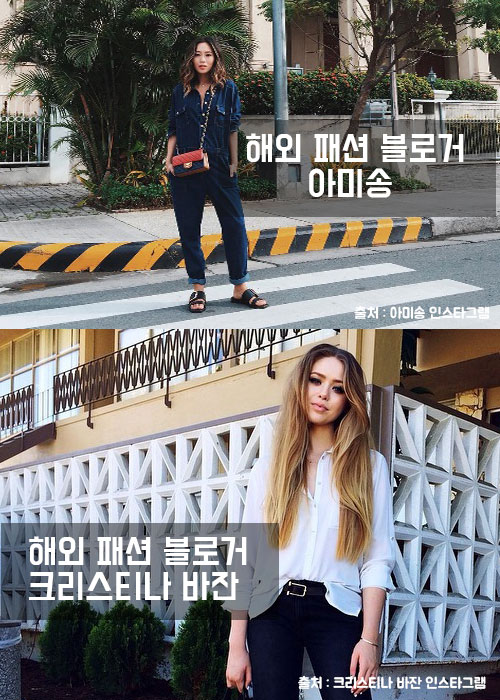 해외 패션 블로거
아미송
출처 : 아미송 인스타그램
해외 패션 블로거
크리스티나 바잔
출처 : 크리스티나 바잔 인스타그램